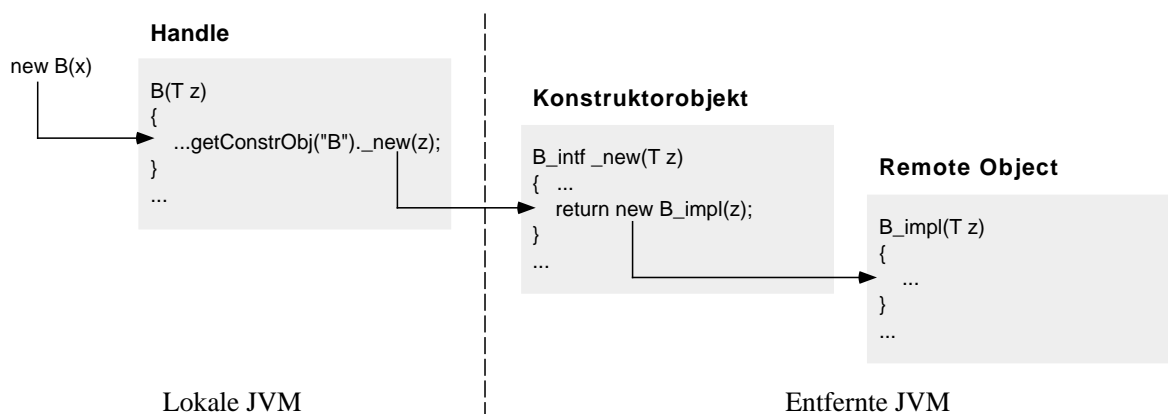 Handle
new B(x)
B(T z)
{
...getConstrObj("B")._new(z);
}
...
Konstruktorobjekt
B_intf _new(T z)
{ ...
return new B_impl(z);
}
...
Remote Object
B_impl(T z)
{
...
}
...
Lokale JVM
Entfernte JVM